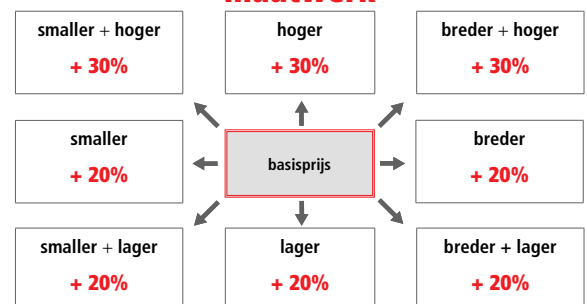 maatwerk
smaller + hoger
+ 30%
hoger
+ 30%
breder + hoger
+ 30%
smaller
+ 20%
basisprijs
breder
+ 20%
smaller + lager
+ 20%
lager
+ 20%
breder + lager
+ 20%